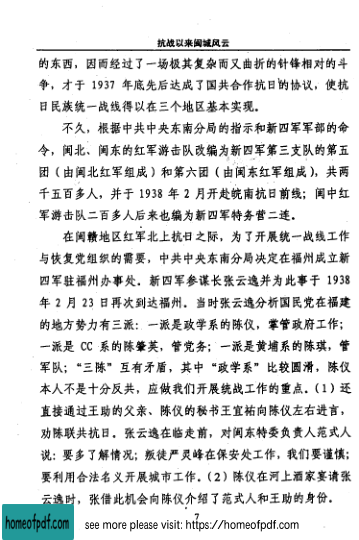 抗战以来闽城风云
的东西，因而经过了一场极其复杂而又曲折的针锋相对的斗
争，才于 1937 年底先后达成了国共合作抗日的协议，使抗
日民族统一战线得以在三个地区基本实现。
不久，根据中共中央东南分局的指示和新四军军部的命
令，闽北、闽东的红军游击队改编为新四军第三支队的第五
团（由闽北红军组成）和第六团（由闽东红军组成），共两
千五百多人，并于 1938 年 2 月开赴皖南抗日前线；闽中红
军游击队二百多人后来也编为新四军特务营二连。
在闽赣地区红军北上抗日之际，为了开展统一战线工作
与恢复党组织的需要，中共中央东南分局决定在福州成立新
四军驻福州办事处。新四军参谋长张云逸并为此事于 1938
年 2 月 23 日再次到达福州。当时张云逸分析国民党在福建
的地方势力有三派：一派是政学系的陈仪，掌管政府工作；
一派是 CC 系的陈肇英，管党务；一派是黄埔系的陈琪，管
军队；“三陈”互有矛盾，其中“政学系”比较圆滑，陈仪
本人不是十分反共，应做我们开展统战工作的重点。（1）还
直接通过王助的父亲、陈仪的秘书王宜祐向陈仪左右进言，
劝陈联共抗日。张云逸在临走前，对闽东特委负责人范式人
说：要多了解情况；叛徒严灵峰在保安处工作，我们要谨慎；
要利用合法名义开展城市工作。（2）陈仪在河上酒家宴请张
云逸时，张借此机会向陈仪介绍了范式人和王助的身份。
7
homeofpdf.com
see more please visit: https://homeofpdf.com